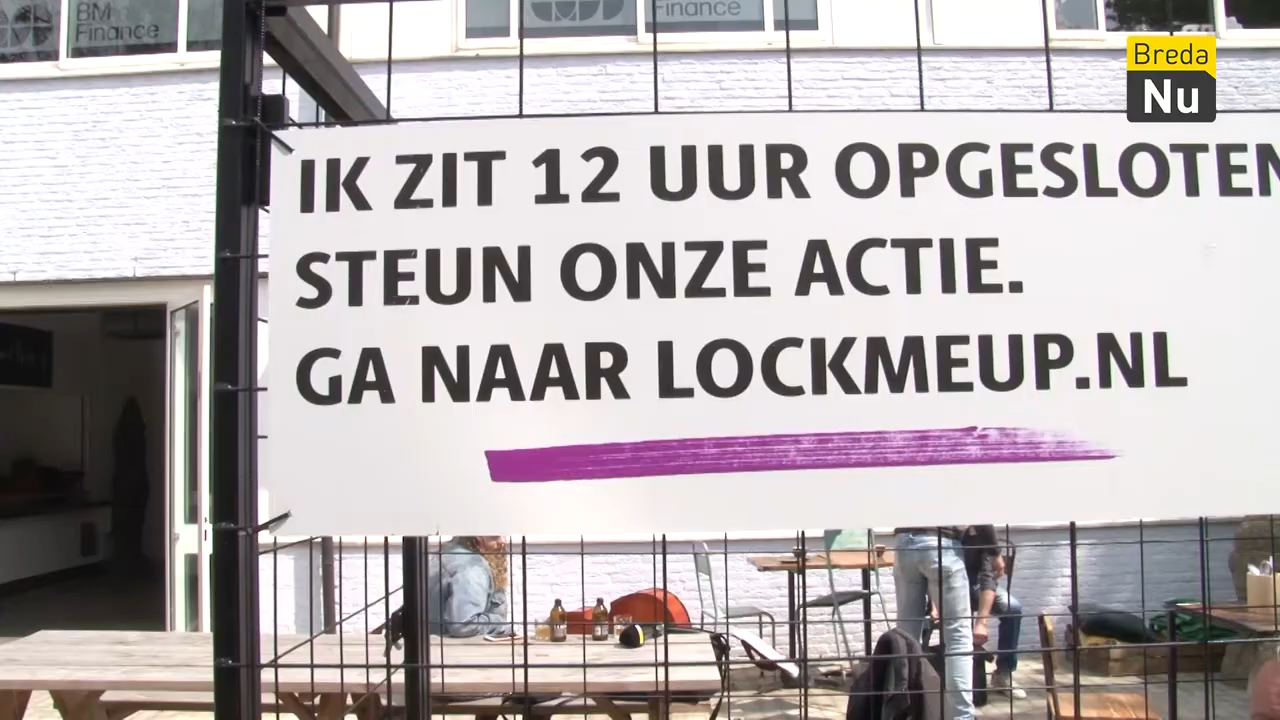 BM
Finance
Finance
Breda
Nu
IK ZIT 12 UUR OPGESLOTEN
STEUN ONZE ACTIE.
GA NAAR LOCKMEUP.NL